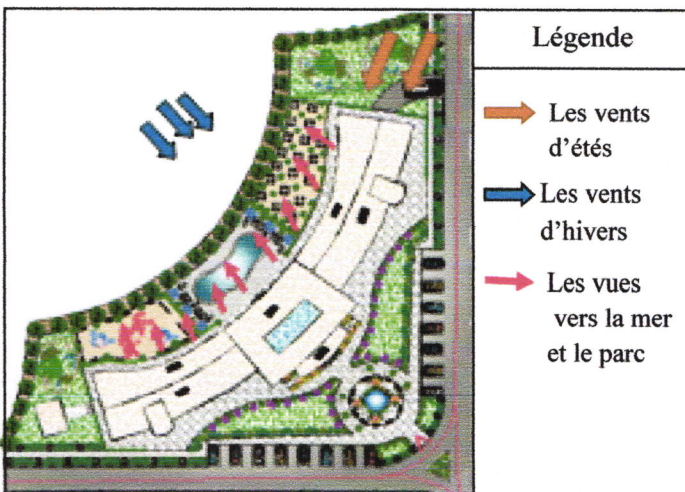 Légende
Les vents
d'étés
Les vents
d'hivers
Les vues
vers la mer
et le parc